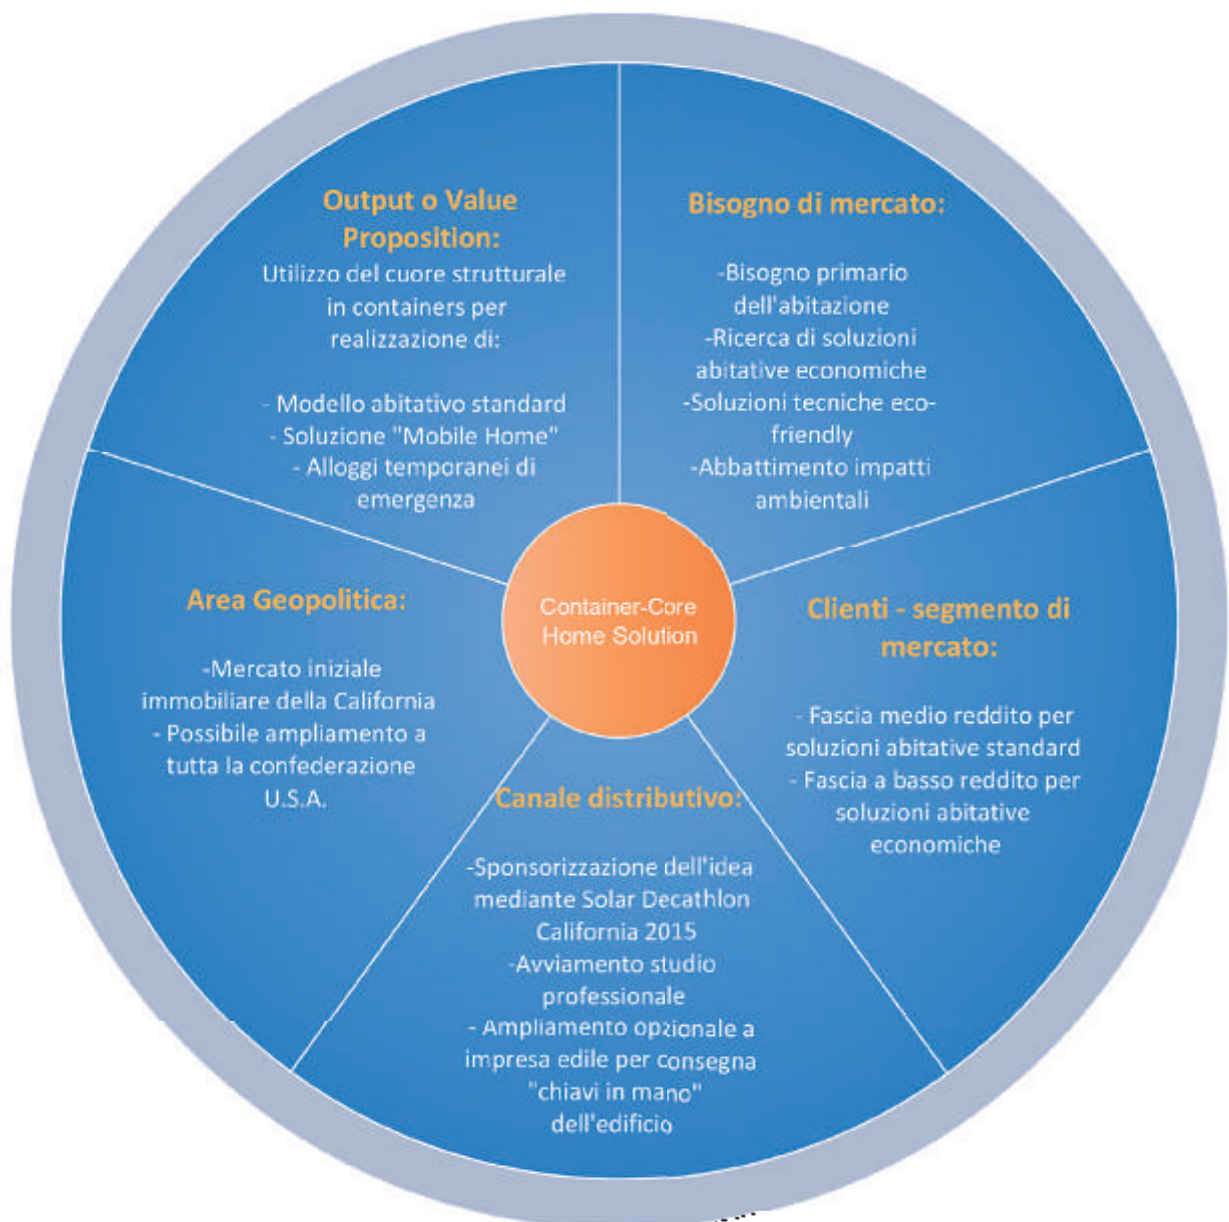 Output o Value
Proposition:
Utilizzo del cuore strutturale
in containers per
realizzazione di:
- Modello abitativo standard
- Soluzione "Mobile Home"
- Alloggi temporanei di
emergenza
Bisogno di mercato:
-Bisogno primario
dell'abitazione
-Ricerca di soluzioni
abitative economiche
-Soluzioni tecniche eco-
friendly
-Abbattimento impatti
ambientali
Container-Core
Home Solution
Area Geopolitica:
-Mercato iniziale
immobiliare della California
- Possibile ampliamento a
tutta la confederazione
U.S.A.
Clienti - segmento di
mercato:
- Fascia medio reddito per
soluzioni abitative standard
- Fascia a basso reddito per
soluzioni abitative
economiche
Canale distributivo:
-Sponsorizzazione dell'idea
mediante Solar Decathlon
California 2015
-Avviamento studio
professionale
- Ampliamento opzionale a
impresa edile per consegna
"chiavi in mano"
dell'edificio